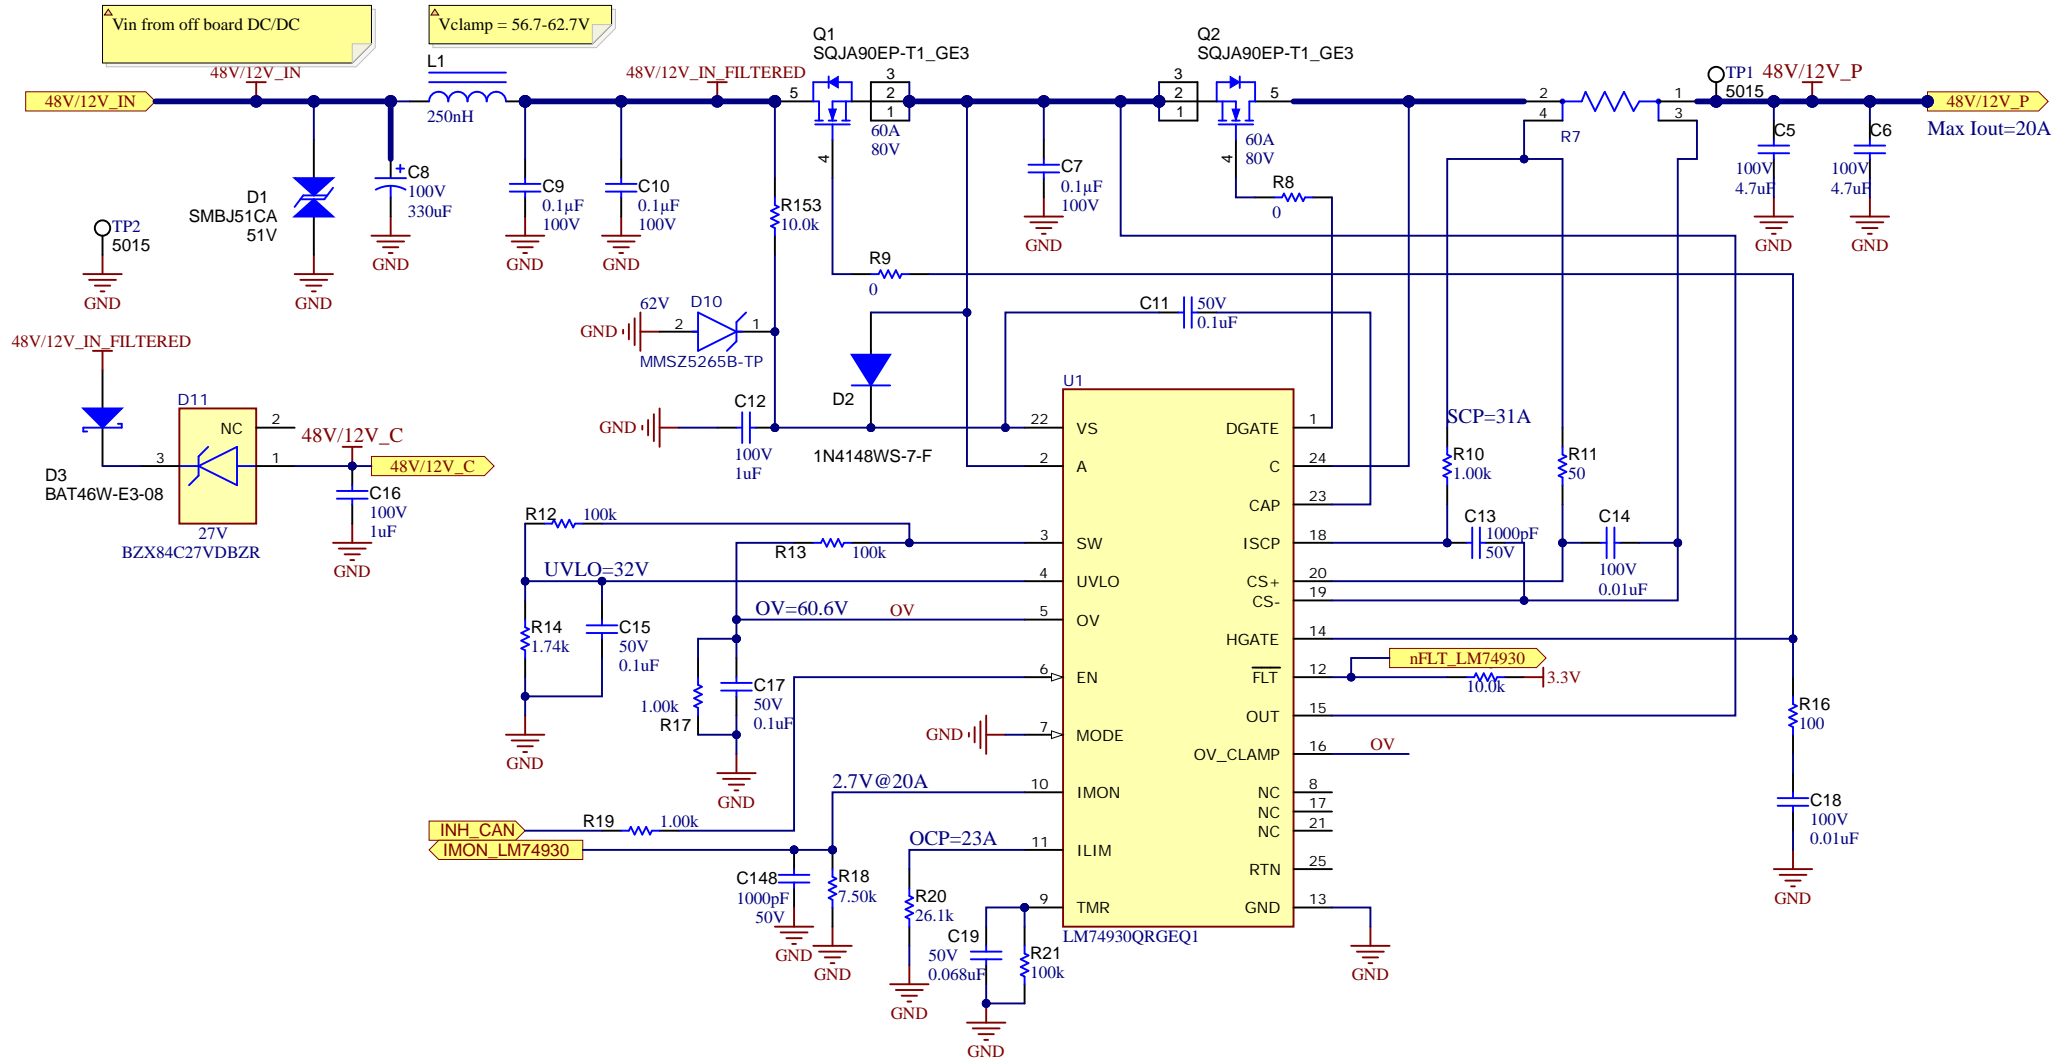 Vin from off board DC/DC
Vclamp = 56.7-62.7V
48V/12V_IN
48V/12V_IN
L1
250nH
48V/12V_IN_FILTERED
Q1
SQJA90EP-T1_GE3
5
3
2
1
4
60A
80V
Q2
SQJA90EP-T1_GE3
3
2
1
5
4
60A
80V
2
4
R7
1
3
TP1
5015
48V/12V_P
48V/12V_P
Max Iout=20A
C5
100V
4.7uF
GND
C6
100V
4.7uF
GND
D1
SMBJ51CA
51V
GND
TP2
5015
GND
C8
100V
330uF
+
GND
C9
0.1µF
100V
GND
C10
0.1µF
100V
GND
R153
10.0k
C7
0.1µF
100V
GND
R8
0
R9
0
62V
D10
GND
2
1
MMSZ5265B-TP
C11
50V
0.1uF
D2
1N4148WS-7-F
C12
GND
100V
1uF
48V/12V_IN_FILTERED
D3
BAT46W-E3-08
D11
NC
2
3
1
27V
BZX84C27VDBZR
48V/12V_C
48V/12V_C
C16
100V
1uF
GND
U1
22
VS
2
A
3
SW
4
UVLO
5
OV
6
EN
7
MODE
10
IMON
11
ILIM
9
TMR
DGATE
1
C
24
CAP
23
ISCP
18
CS+
20
CS-
19
HGATE
14
FLT
12
OUT
15
OV_CLAMP
16
NC
8
NC
17
NC
21
RTN
25
GND
13
LM74930QRGEQ1
SCP=31A
R10
1.00k
R11
50
C13
1000pF
50V
C14
100V
0.01uF
nFLT_LM74930
10.0k
3.3V
OV
R16
100
C18
100V
0.01uF
GND
GND
R12
100k
R13
100k
UVLO=32V
OV=60.6V
OV
R14
1.74k
C15
50V
0.1uF
GND
1.00k
R17
C17
50V
0.1uF
GND
GND
2.7V@20A
INH_CAN
R19
1.00k
IMON_LM74930
OCP=23A
C148
1000pF
50V
GND
R18
7.50k
GND
R20
26.1k
GND
C19
50V
0.068uF
R21
100k
GND